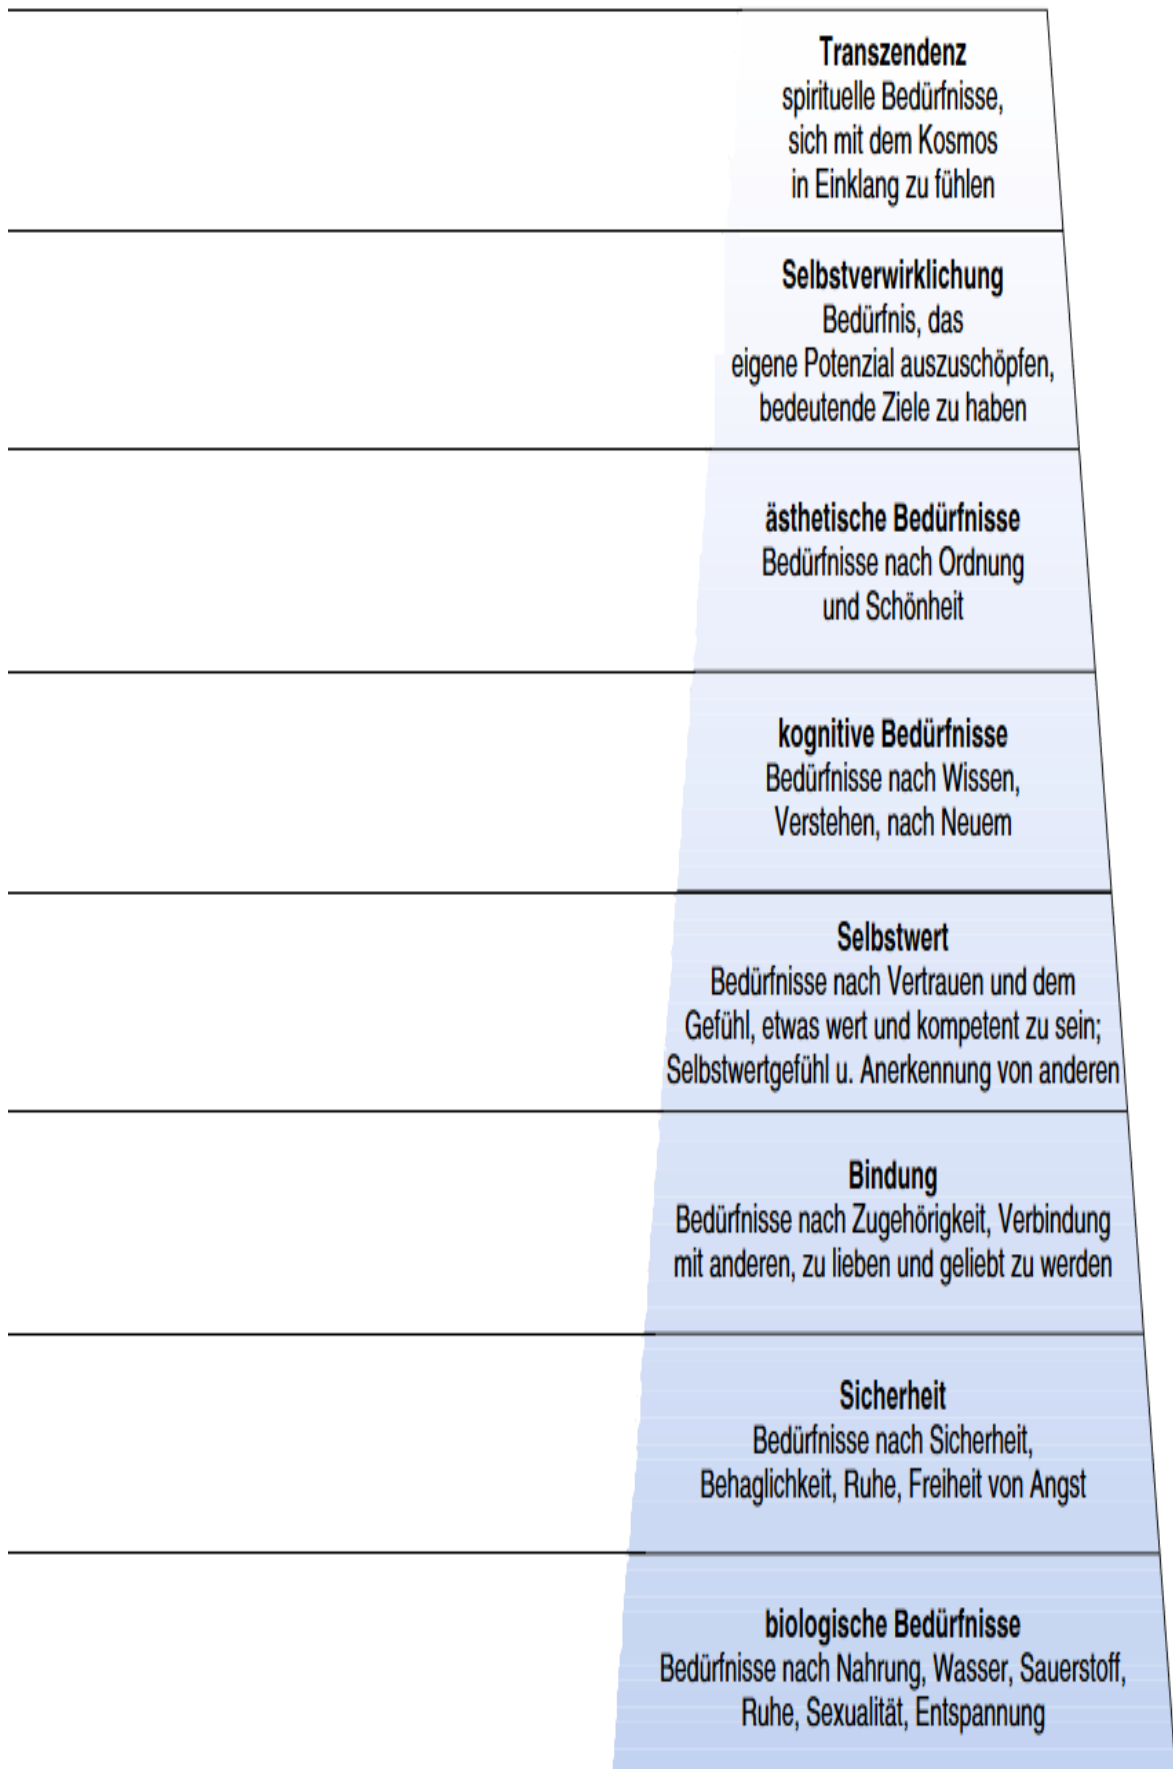 Transzendenz
spirituelle Bedürfnisse,
sich mit dem Kosmos
in Einklang zu fühlen
Selbstverwirklichung
Bedürfnis, das
eigene Potenzial auszuschöpfen,
bedeutende Ziele zu haben
ästhetische Bedürfnisse
Bedürfnisse nach Ordnung
und Schönheit
kognitive Bedürfnisse
Bedürfnisse nach Wissen,
Verstehen, nach Neuem
Selbstwert
Bedürfnisse nach Vertrauen und dem
Gefühl, etwas wert und kompetent zu sein;
Selbstwertgefühl u. Anerkennung von anderen
Bindung
Bedürfnisse nach Zugehörigkeit, Verbindung
mit anderen, zu lieben und geliebt zu werden
Sicherheit
Bedürfnisse nach Sicherheit,
Behaglichkeit, Ruhe, Freiheit von Angst
biologische Bedürfnisse
Bedürfnisse nach Nahrung, Wasser, Sauerstoff,
Ruhe, Sexualität, Entspannung